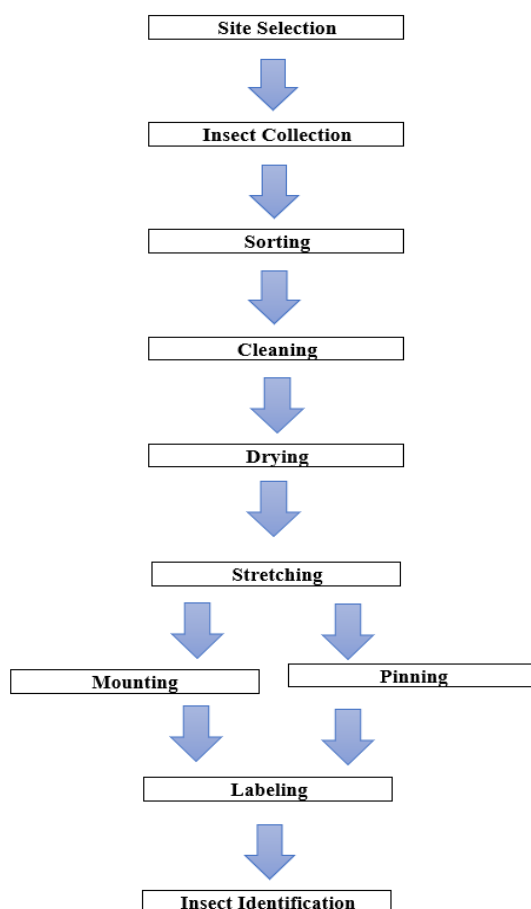 Site Selection
Insect Collection
Sorting
Cleaning
Drying
Stretching
Mounting
Pinning
Labeling
Insect Identification